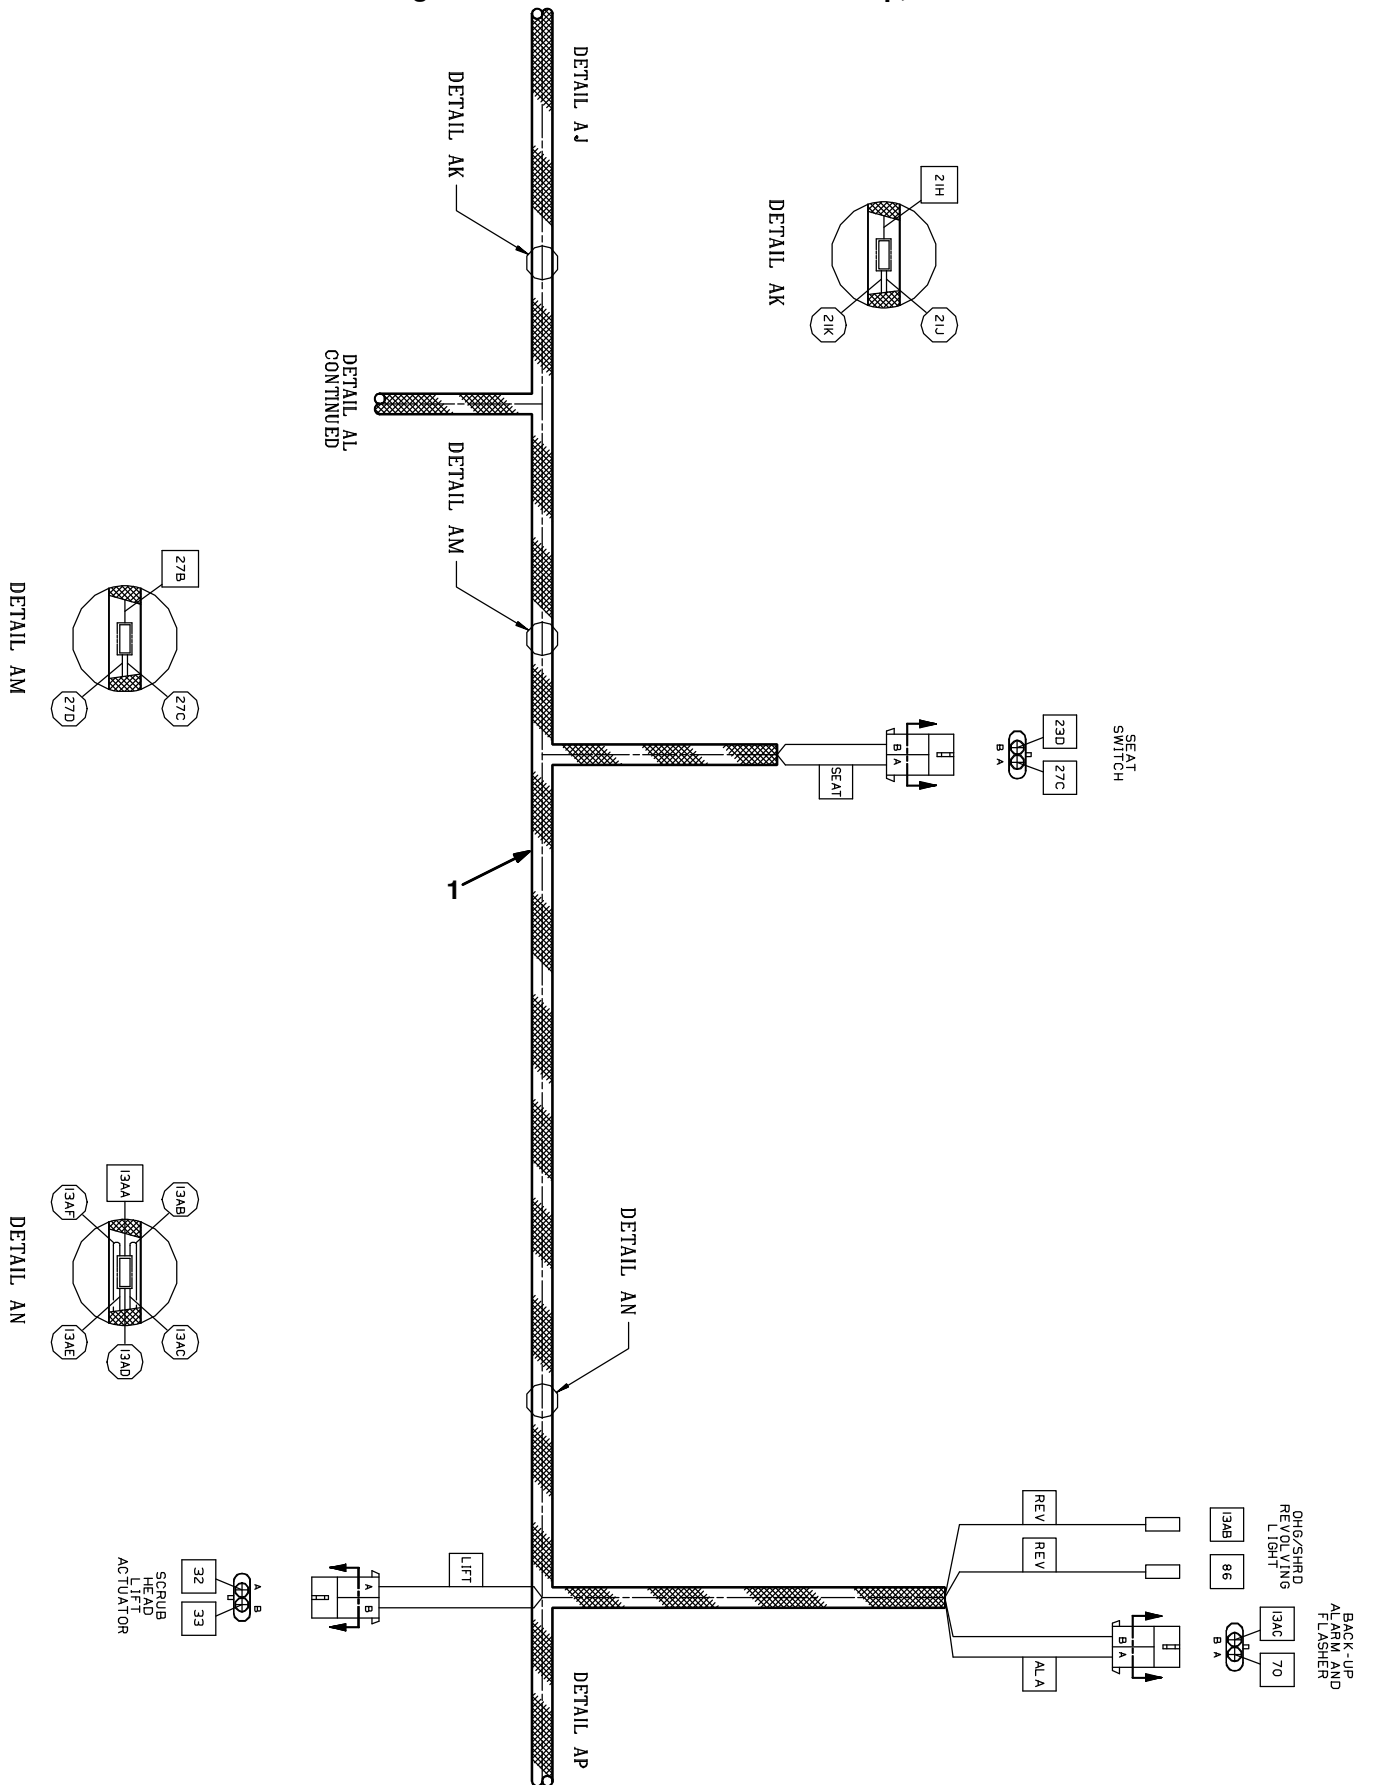 DETAIL AJ
DETAIL AK
21H
21J
21K
DETAIL AK
DETAIL AL
CONTINUED
DETAIL AM
27B
27C
27D
DETAIL AM
SEAT
SWITCH
23D
27C
B A
B A
SEAT
1
DETAIL AN
13AA
13AB
13AC
13AD
13AE
13AF
DETAIL AN
OHG/SHRD
REVOLVING
LIGHT
13AB
86
REV
REV
BACK-UP
ALARM AND
FLASHER
13AC
70
B A
B A
ALA
LIFT
A B
A B
32
33
SCRUB
HEAD
LIFT
ACTUATOR
DETAIL AP